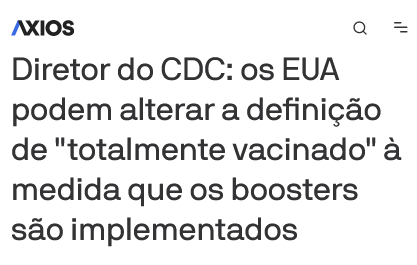 AXIOS
Diretor do CDC: os EUA
podem alterar a definição
de "totalmente vacinado" à
medida que os boosters
são implementados